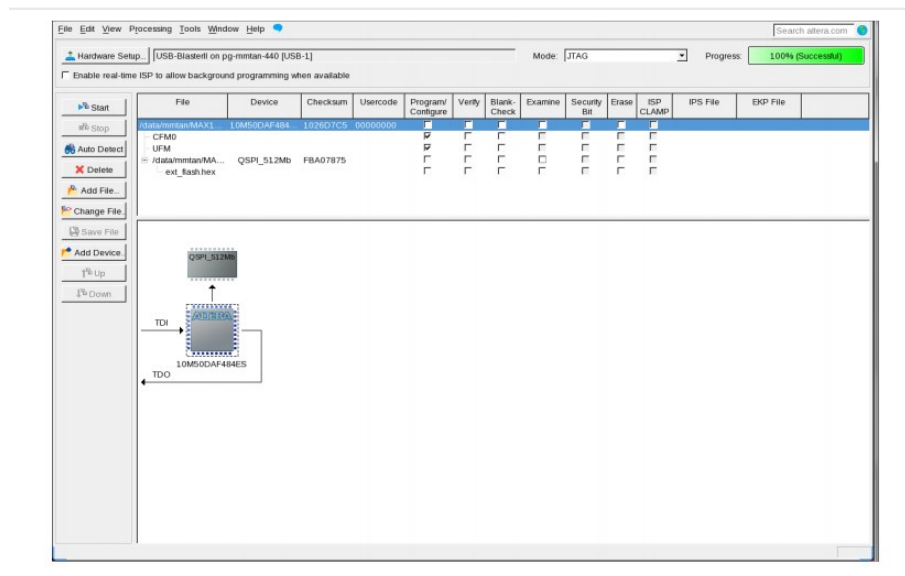 File Edit View Processing Tools Window Help
Search altera.com
Hardware Setup... USB-BlasterII on pg-mmtan-440 [USB-1] Mode: JTAG Progress: 100% (Successful)
Enable real-time ISP to allow background programming when available
Start
Stop
Auto Detect
Delete
Add File...
Change File.
Save File
Add Device.
Up
Down
File Device Checksum Usercode Program/ Configure Verify Blank- Check Examine Security Bit Erase ISP CLAMP IPS File EKP File
/data/mmtan/MAX1... 10M50DAF484... 1026D7C5 00000000
CFM0
UFM
/data/mmtan/MA... QSPI_512Mb FBA07875
ext_flash.hex
QSPI_512Mb
ALTERA
TDI
10M50DAF484ES
TDO